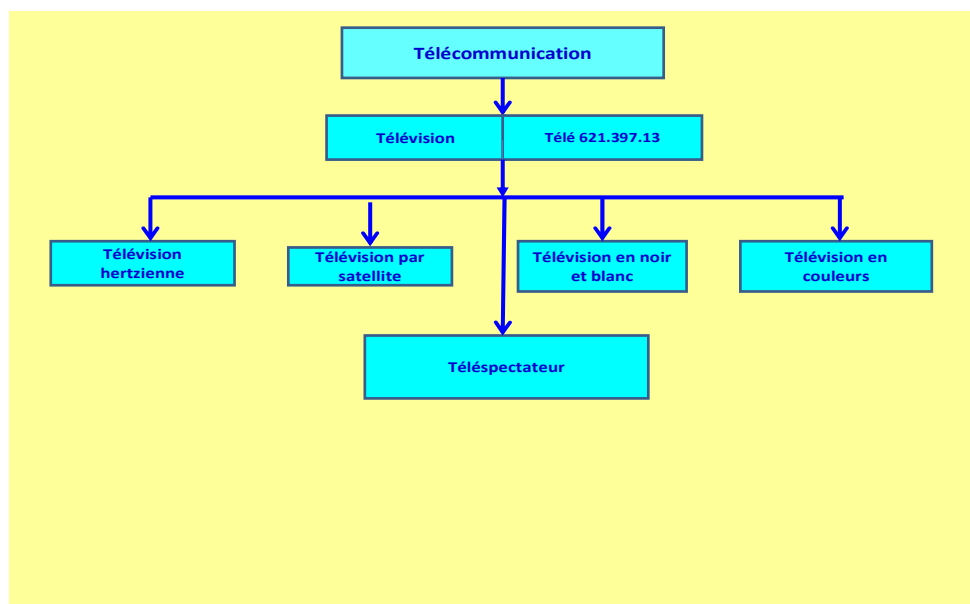 Télécommunication
Télévision
Télé 621.397.13
Télévision
hertzienne
Télévision par
satellite
Télévision en noir
et blanc
Télévision en
couleurs
Téléspectateur